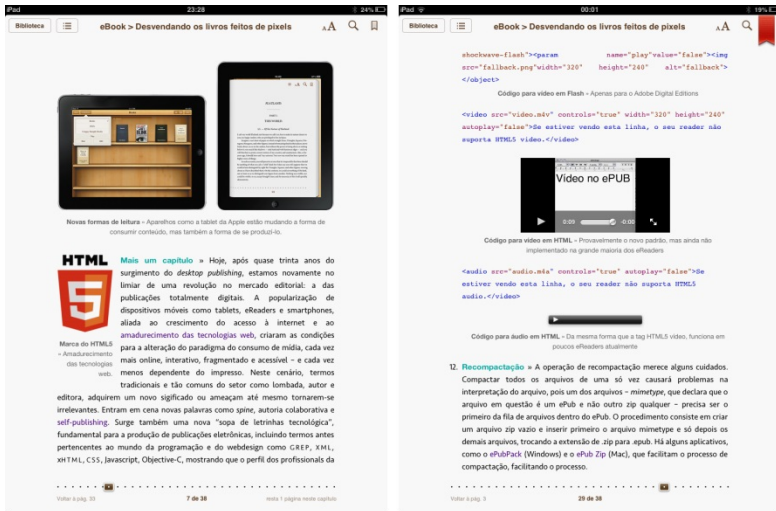 iPad 23:28 24%
Biblioteca eBook > Desvendando os livros feitos de pixels AA
Novas formas de leitura – Aparelhos como a tablet da Apple estão mudando a forma de
consumir conteúdo, mas também a forma de se produzi-lo.
HTML
5
Marca do HTML5
– Amadurecimento
das tecnologias
web.
Mais um capítulo » Hoje, após quase trinta anos do
surgimento do desktop publishing, estamos novamente no
limiar de uma revolução no mercado editorial: a das
publicações totalmente digitais. A popularização de
dispositivos móveis como tablets, eReaders e smartphones,
aliada ao crescimento do acesso à internet e ao
amadurecimento das tecnologias web, criaram as condições
para a alteração do paradigma do consumo de mídia, cada vez
mais online, interativo, fragmentado e acessível – e cada vez
menos dependente do impresso. Neste cenário, termos
tradicionais e tão comuns do setor como lombada, autor e
editora, adquirem um novo sigificado ou ameaçam até mesmo tornarem-se
irrelevantes. Entram em cena novas palavras como spine, autoria colaborativa e
self-publishing. Surge também uma nova "sopa de letrinhas tecnológica",
fundamental para a produção de publicações eletrônicas, incluindo termos antes
pertencentes ao mundo da programação e do webdesign como GREP, XML,
xHTML, CSS, Javascript, Objective-C, mostrando que o perfil dos profissionais da
Voltar à pág. 30 7 de 38 resta 1 página neste capítulo
iPad 00:01 19%
Biblioteca eBook > Desvendando os livros feitos de pixels AA
shockwave-flash"><param name="play"value="false"><img
src="fallback.png"width="320" height="240" alt="fallback">
</object>
Código para vídeo em Flash – Apenas para o Adobe Digital Editions
<video src="video.m4v" controls="true" width="320" height="240"
autoplay="false">Se estiver vendo esta linha, o seu reader não
suporta HTML5 vídeo.</video>
Vídeo no ePUB
0:09 -0:00
Código para vídeo em HTML – Provavelmente o novo padrão, mas ainda não
implementado na grande maioria dos eReaders
<audio src="audio.m4a" controls="true" autoplay="false">Se
estiver vendo esta linha, o seu reader não suporta HTML5
audio.</video>
Código para áudio em HTML – Da mesma forma que a tag HTML5 vídeo, funciona em
poucos eReaders atualmente
12. Recompactação » A operação de recompactação merece alguns cuidados.
Compactar todos os arquivos de uma só vez causará problemas na
interpretação do arquivo, pois um dos arquivos – mimetype, que declara que o
arquivo em questão é um ePub e não outro zip qualquer – precisa ser o
primeiro da fila de arquivos dentro do ePub. O procedimento consiste em criar
um arquivo zip vazio e inserir primeiro o arquivo mimetype e só depois os
demais arquivos, trocando a extensão de .zip para .epub. Há alguns aplicativos,
como o ePubPack (Windows) e o ePub Zip (Mac), que facilitam o processo de
compactação, facilitando o processo.
Voltar à pág. 3 29 de 38